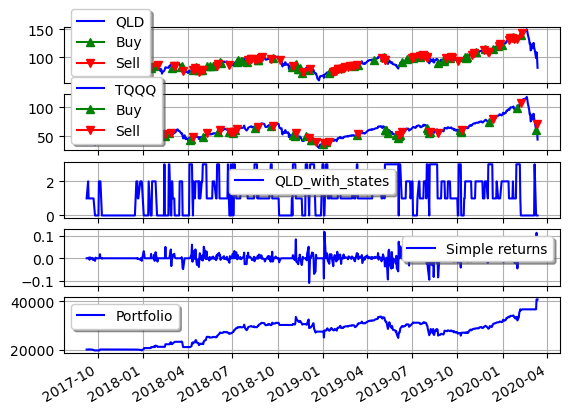 QLD
Buy
Sell
150
100
TQQQ
Buy
Sell
100
50
QLD_with_states
2
0
Simple returns
0.1
0.0
−0.1
Portfolio
40000
20000
2017-10 2018-01 2018-04 2018-07 2018-10 2019-01 2019-04 2019-07 2019-10 2020-01 2020-04